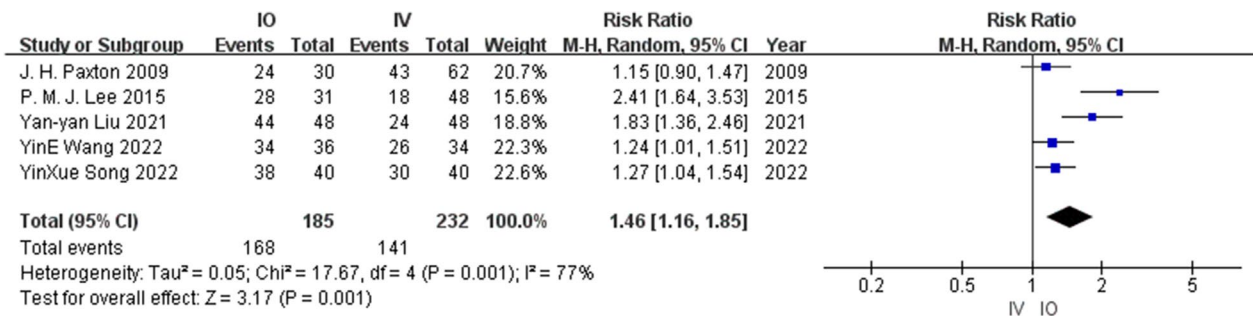 IO IV Risk Ratio Risk Ratio
Study or Subgroup Events Total Events Total Weight M-H, Random, 95% CI Year M-H, Random, 95% CI
J. H. Paxton 2009 24 30 43 62 20.7% 1.15 [0.90, 1.47] 2009
P. M. J. Lee 2015 28 31 18 48 15.6% 2.41 [1.64, 3.53] 2015
Yan-yan Liu 2021 44 48 24 48 18.8% 1.83 [1.36, 2.46] 2021
YinE Wang 2022 34 36 26 34 22.3% 1.24 [1.01, 1.51] 2022
YinXue Song 2022 38 40 30 40 22.6% 1.27 [1.04, 1.54] 2022
Total (95% CI) 185 232 100.0% 1.46 [1.16, 1.85]
Total events 168 141
Heterogeneity: Tau² = 0.05; Chi² = 17.67, df = 4 (P = 0.001); I² = 77%
Test for overall effect: Z = 3.17 (P = 0.001)
0.2 0.5 1 2 5
IV IO